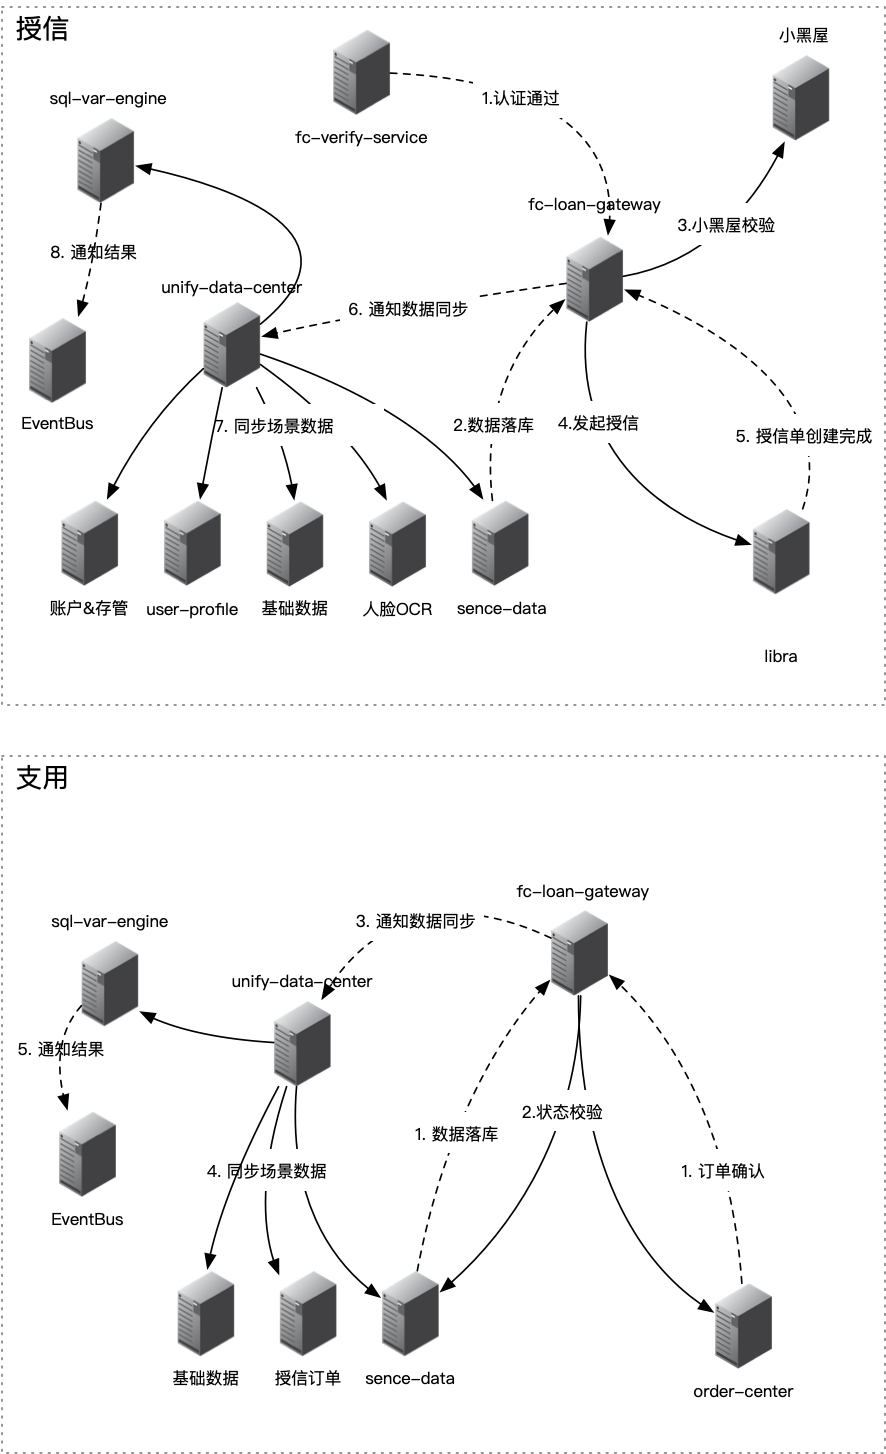 授信
小黑屋
sql-var-engine
1.认证通过
fc-verify-service
fc-loan-gateway
3.小黑屋校验
8. 通知结果
unify-data-center
6. 通知数据同步
EventBus
7. 同步场景数据
2.数据落库
4.发起授信
5. 授信单创建完成
账户&存管
user-profile
基础数据
人脸OCR
sence-data
libra
支用
fc-loan-gateway
sql-var-engine
3. 通知数据同步
unify-data-center
5. 通知结果
2.状态校验
1. 数据落库
4. 同步场景数据
1. 订单确认
EventBus
基础数据
授信订单
sence-data
order-center